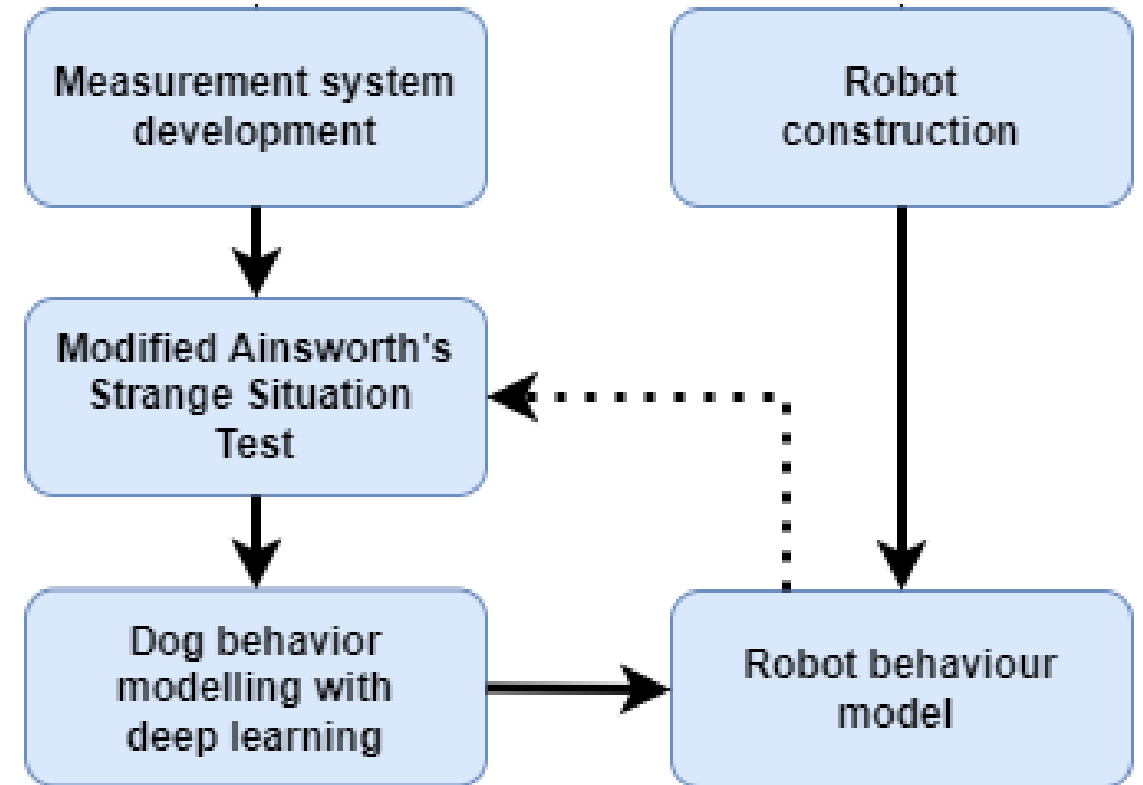 Measurement system
development
Robot
construction
Modified Ainsworth's
Strange Situation
Test
Dog behavior
modelling with
deep learning
Robot behaviour
model